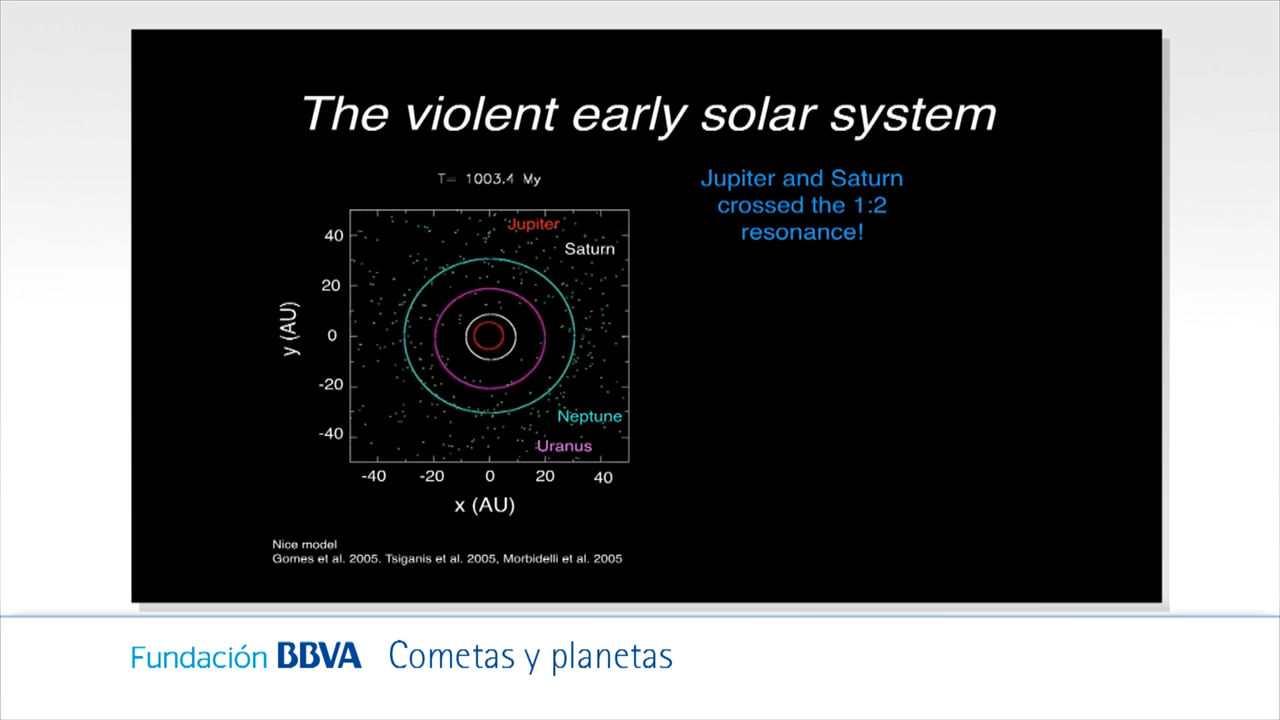 The violent early solar system
T= 1003.4 My
Jupiter and Saturn
crossed the 1:2
resonance!
Jupiter
Saturn
Neptune
Uranus
40
20
0
-20
-40
y (AU)
-40 -20 0 20 40
x (AU)
Nice model
Gomes et al. 2005. Tsiganis et al. 2005, Morbidelli et al. 2005
Fundación BBVA Cometas y planetas